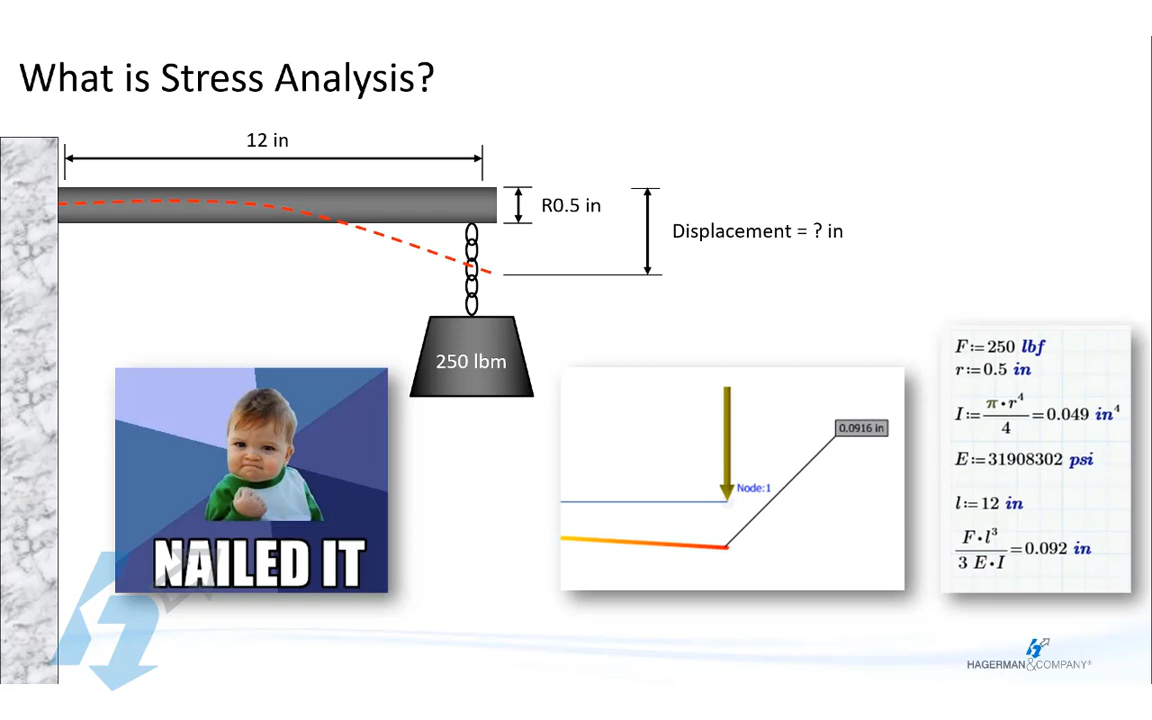 What is Stress Analysis?
12 in
R0.5 in
Displacement = ? in
250 lbm
NAILED IT
Node:1
0.0916 in
F:=250 lbf
r:=0.5 in
I:=π•r⁴/4=0.049 in⁴
E:=31908302 psi
l:=12 in
F•l³/3 E•I=0.092 in
HAGERMAN&COMPANY®